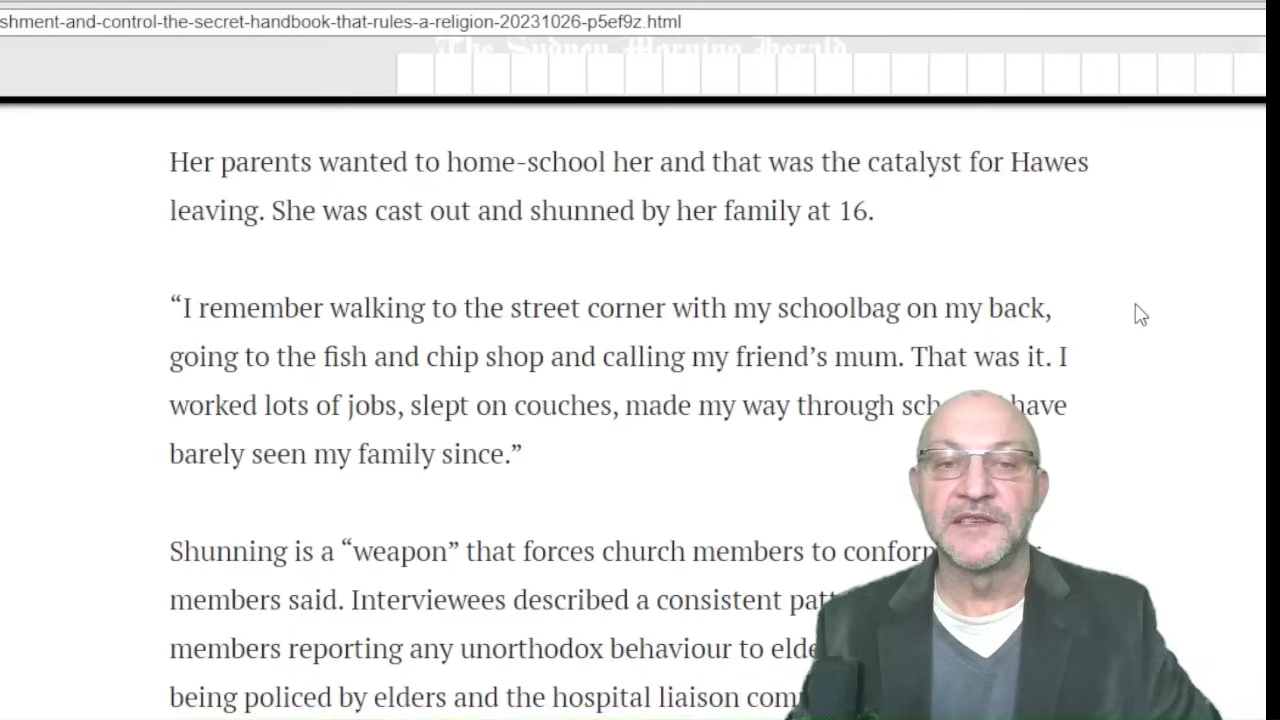 shment-and-control-the-secret-handbook-that-rules-a-religion-20231026-p5ef9z.html
The Sydney Morning Herald
Her parents wanted to home-school her and that was the catalyst for Hawes
leaving. She was cast out and shunned by her family at 16.
“I remember walking to the street corner with my schoolbag on my back,
going to the fish and chip shop and calling my friend’s mum. That was it. I
worked lots of jobs, slept on couches, made my way through sch have
barely seen my family since.”
Shunning is a “weapon” that forces church members to confor
members said. Interviewees described a consistent pat
members reporting any unorthodox behaviour to elde
being policed by elders and the hospital liaison com